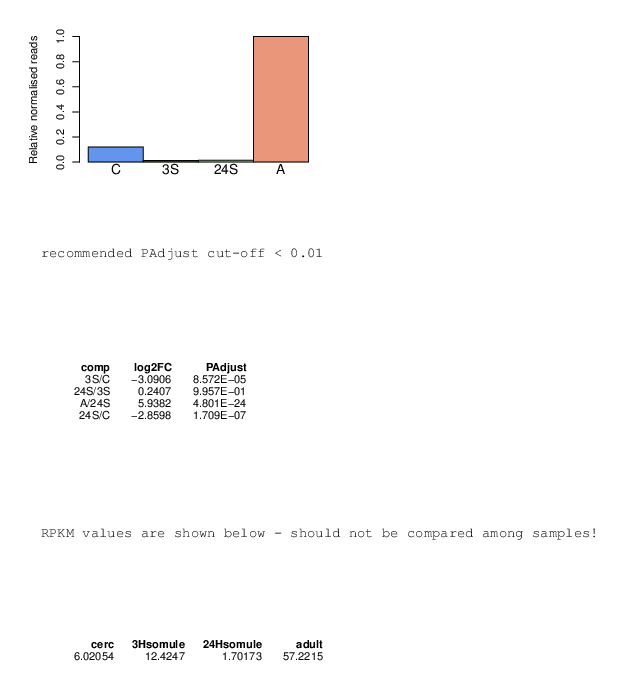 Relative normalised reads
1.0
0.8
0.6
0.4
0.2
0.0
C 3S 24S A
recommended PAdjust cut-off < 0.01
comp log2FC PAdjust
3S/C −3.0906 8.572E−05
24S/3S 0.2407 9.957E−01
A/24S 5.9382 4.801E−24
24S/C −2.8598 1.709E−07
RPKM values are shown below - should not be compared among samples!
cerc 3Hsomule 24Hsomule adult
6.02054 12.4247 1.70173 57.2215